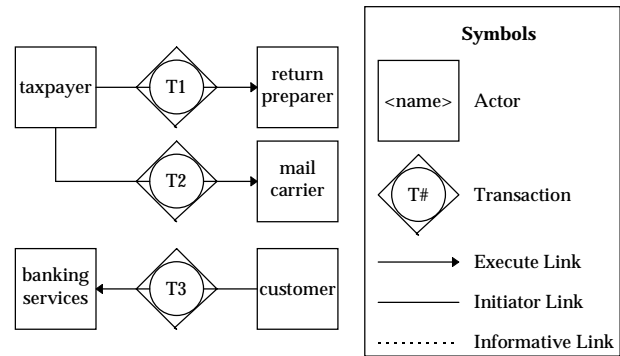 taxpayer
T1
return
preparer
T2
mail
carrier
banking
services
T3
customer
Symbols
<name>
Actor
T#
Transaction
Execute Link
Initiator Link
Informative Link